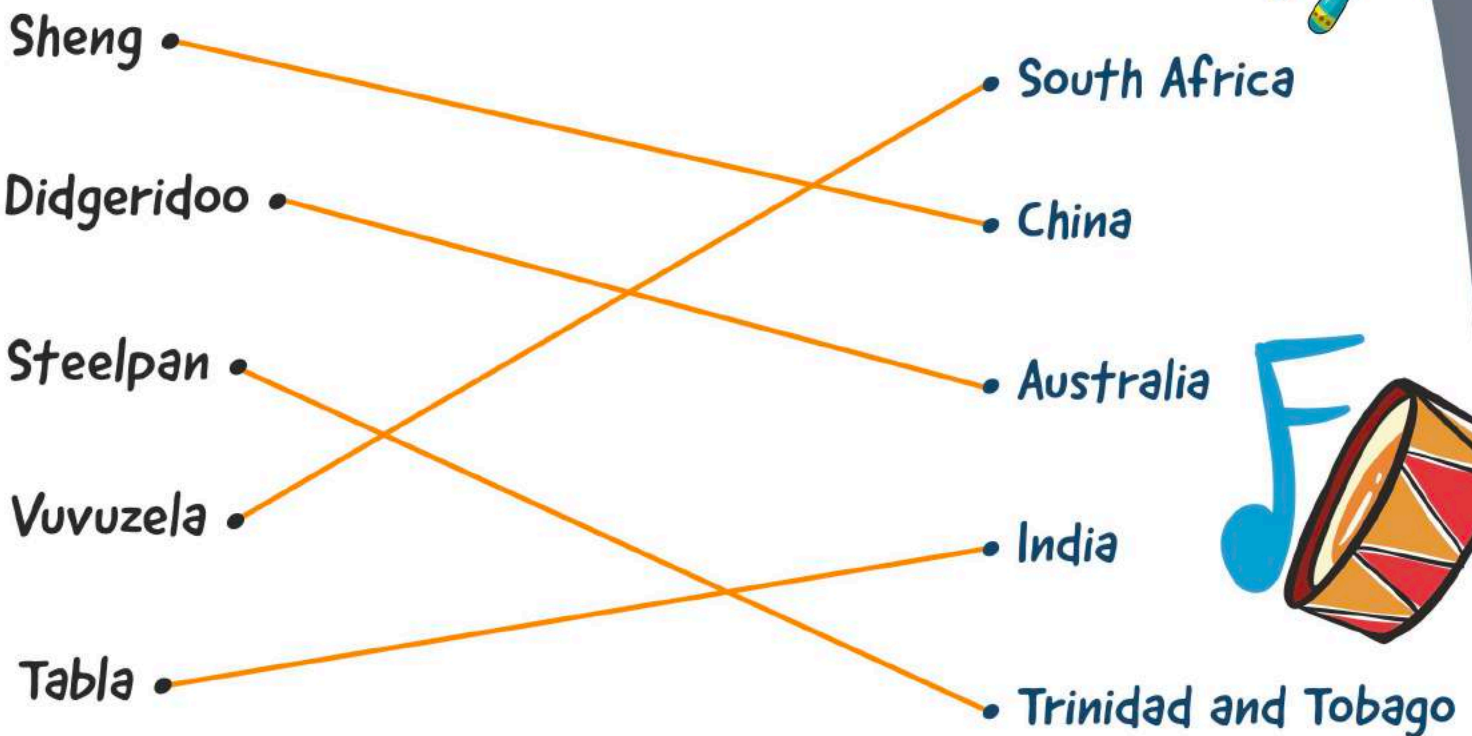 Sheng
Didgeridoo
Steelpan
Vuvuzela
Tabla
South Africa
China
Australia
India
Trinidad and Tobago